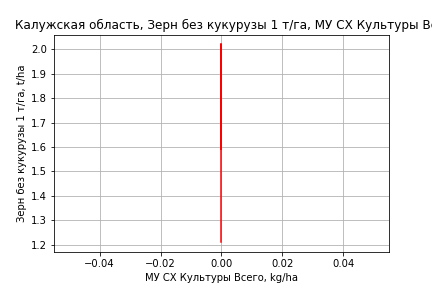 Калужская область, Зерн без кукурузы 1 т/га, МУ СХ Культуры В
2.0
1.9
1.8
1.7
1.6
1.5
1.4
1.3
1.2
Зерн без кукурузы 1 т/га, t/ha
−0.04 −0.02 0.00 0.02 0.04
МУ СХ Культуры Всего, kg/ha